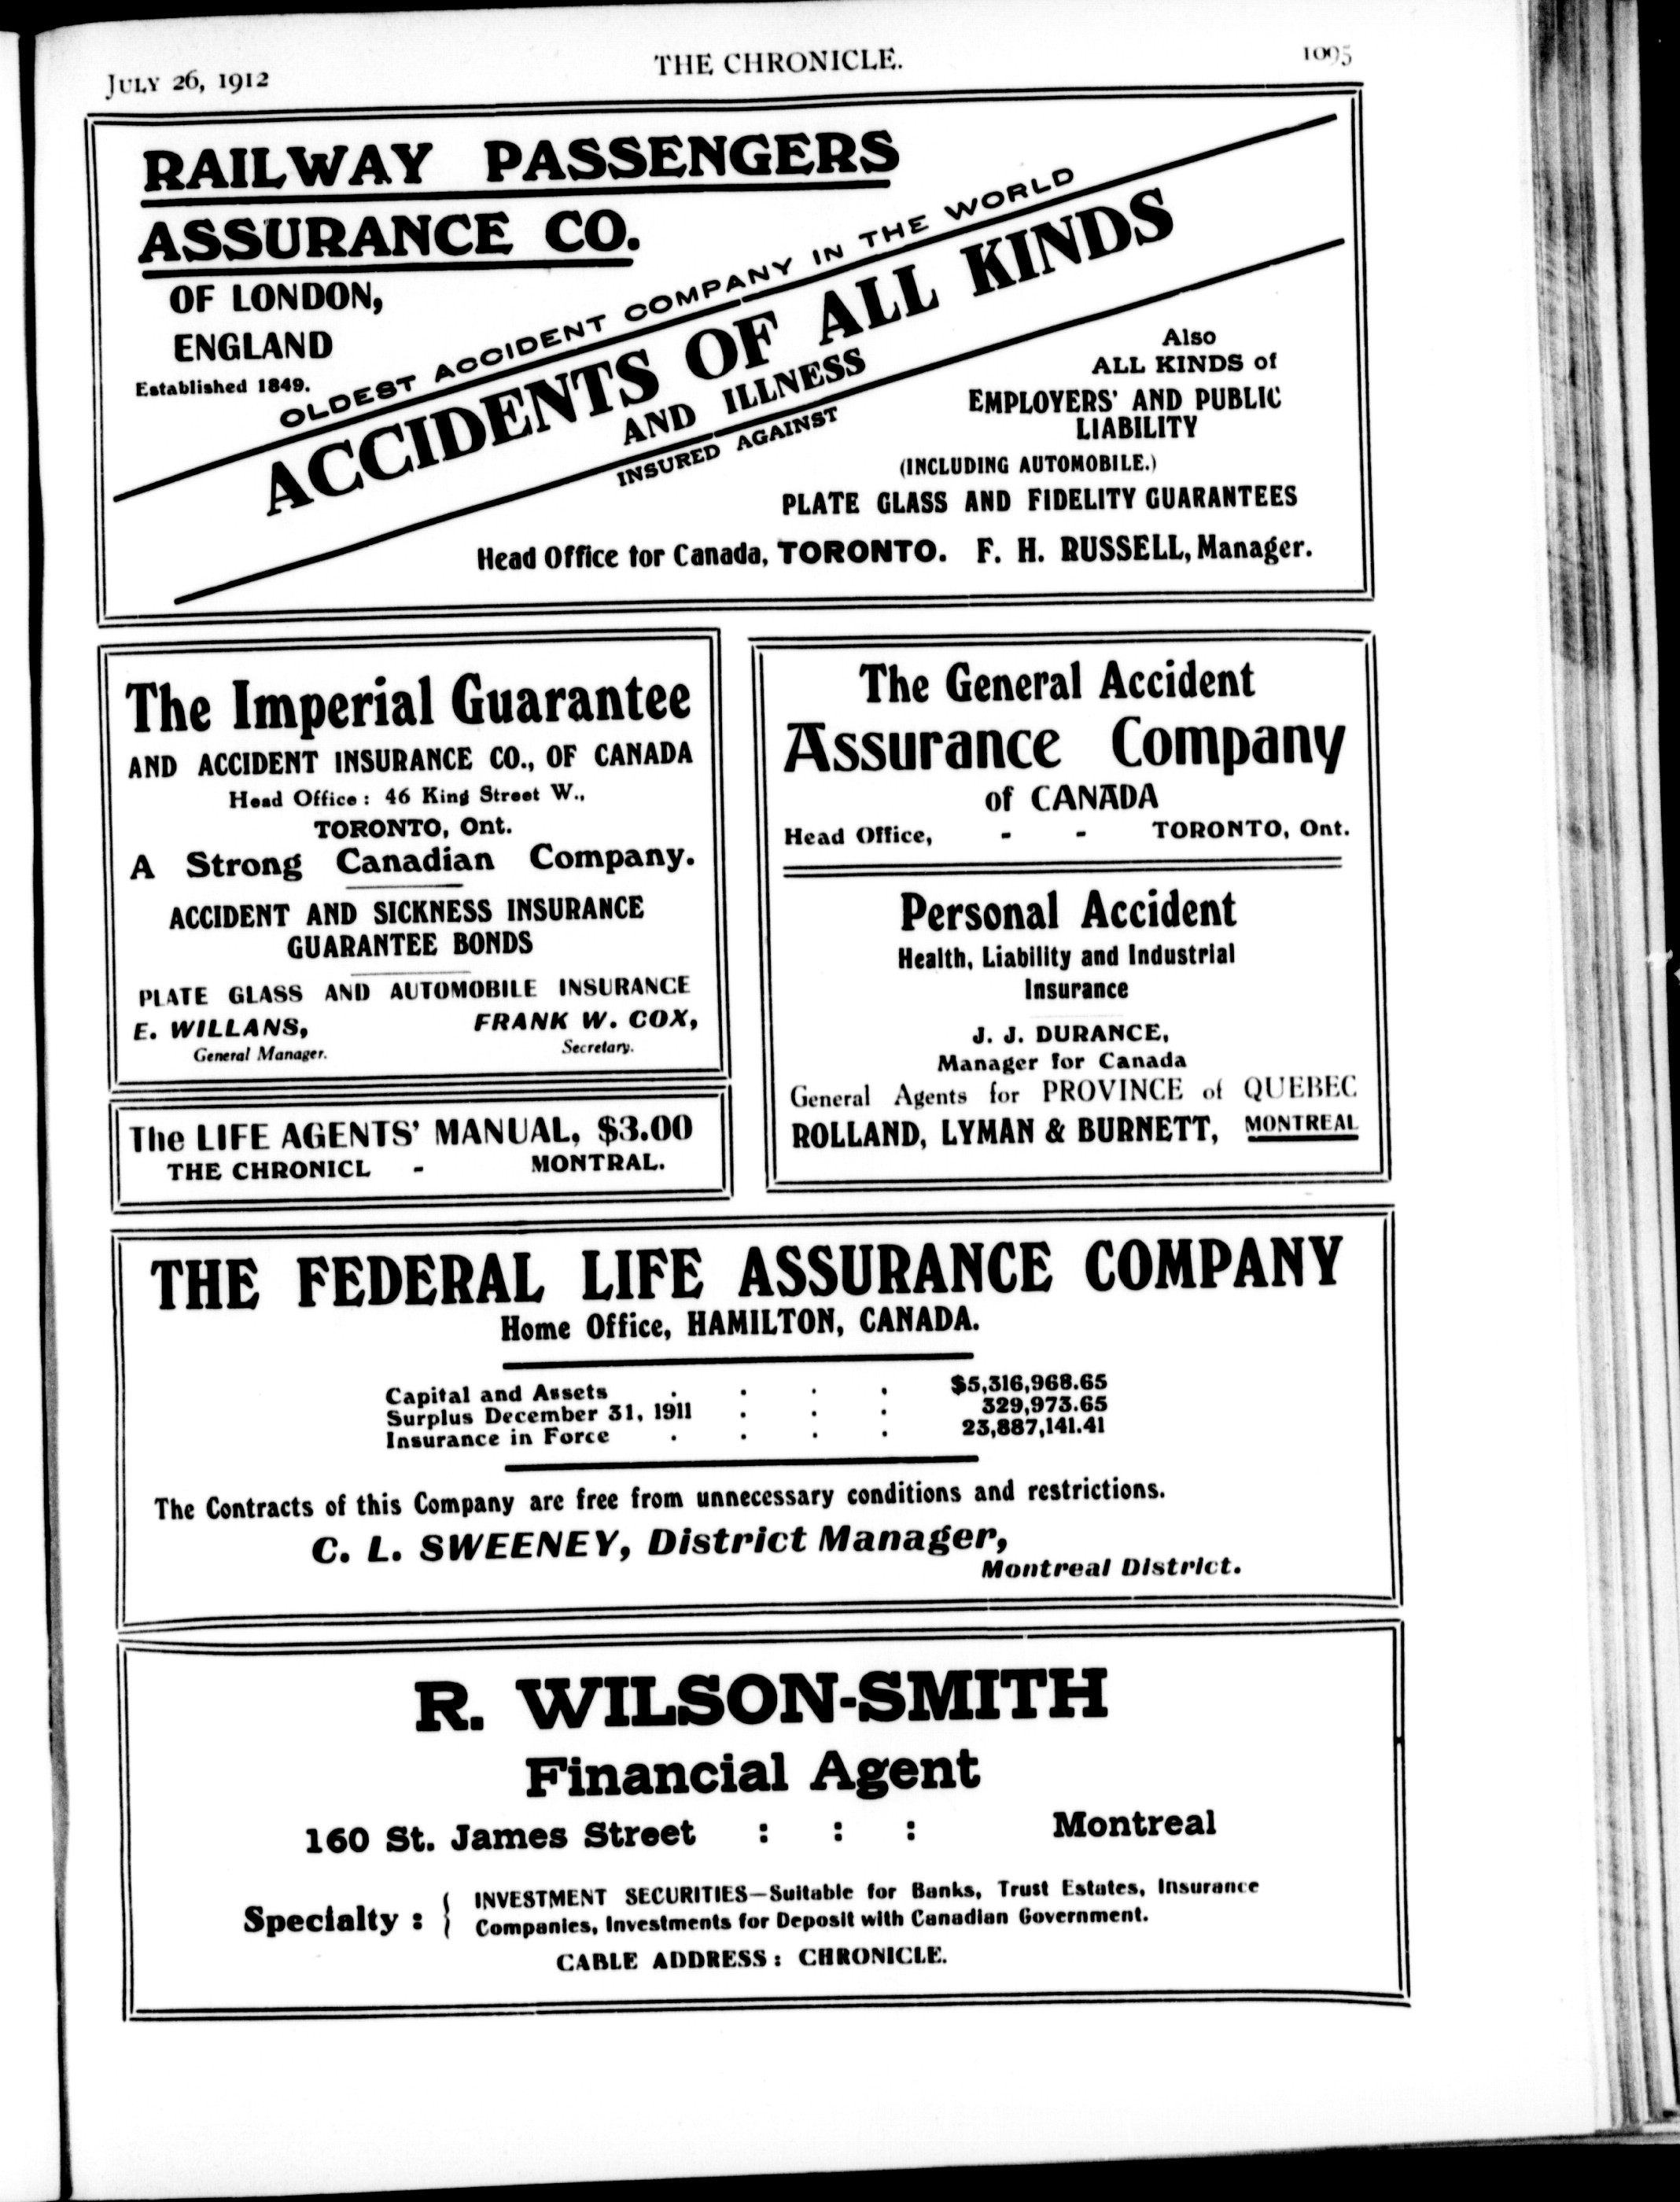 JULY 26, 1912
THE CHRONICLE.
1095
RAILWAY PASSENGERS
ASSURANCE CO.
OF LONDON,
ENGLAND
Established 1849.
OLDEST ACCIDENT COMPANY IN THE WORLD
ACCIDENTS OF ALL KINDS
AND ILLNESS
INSURED AGAINST
Also
ALL KINDS of
EMPLOYERS' AND PUBLIC
LIABILITY
(INCLUDING AUTOMOBILE.)
PLATE GLASS AND FIDELITY GUARANTEES
Head Office for Canada, TORONTO. F. H. RUSSELL, Manager.
The Imperial Guarantee
AND ACCIDENT INSURANCE CO., OF CANADA
Head Office : 46 King Street W.,
TORONTO, Ont.
A Strong Canadian Company.
ACCIDENT AND SICKNESS INSURANCE
GUARANTEE BONDS
PLATE GLASS AND AUTOMOBILE INSURANCE
E. WILLANS, FRANK W. COX,
General Manager. Secretary.
The LIFE AGENTS' MANUAL, $3.00
THE CHRONICL - MONTRAL.
The General Accident
Assurance Company
of CANADA
Head Office, - - TORONTO, Ont.
Personal Accident
Health, Liability and Industrial
Insurance
J. J. DURANCE,
Manager for Canada
General Agents for PROVINCE of QUEBEC
ROLLAND, LYMAN & BURNETT, MONTREAL
THE FEDERAL LIFE ASSURANCE COMPANY
Home Office, HAMILTON, CANADA.
Capital and Assets . . . . $5,316,968.65
Surplus December 31, 1911 . . . 329,973.65
Insurance in Force . . . . 23,887,141.41
The Contracts of this Company are free from unnecessary conditions and restrictions.
C. L. SWEENEY, District Manager,
Montreal District.
R. WILSON-SMITH
Financial Agent
160 St. James Street : : : Montreal
Specialty : { INVESTMENT SECURITIES—Suitable for Banks, Trust Estates, Insurance
Companies, Investments for Deposit with Canadian Government.
CABLE ADDRESS : CHRONICLE.